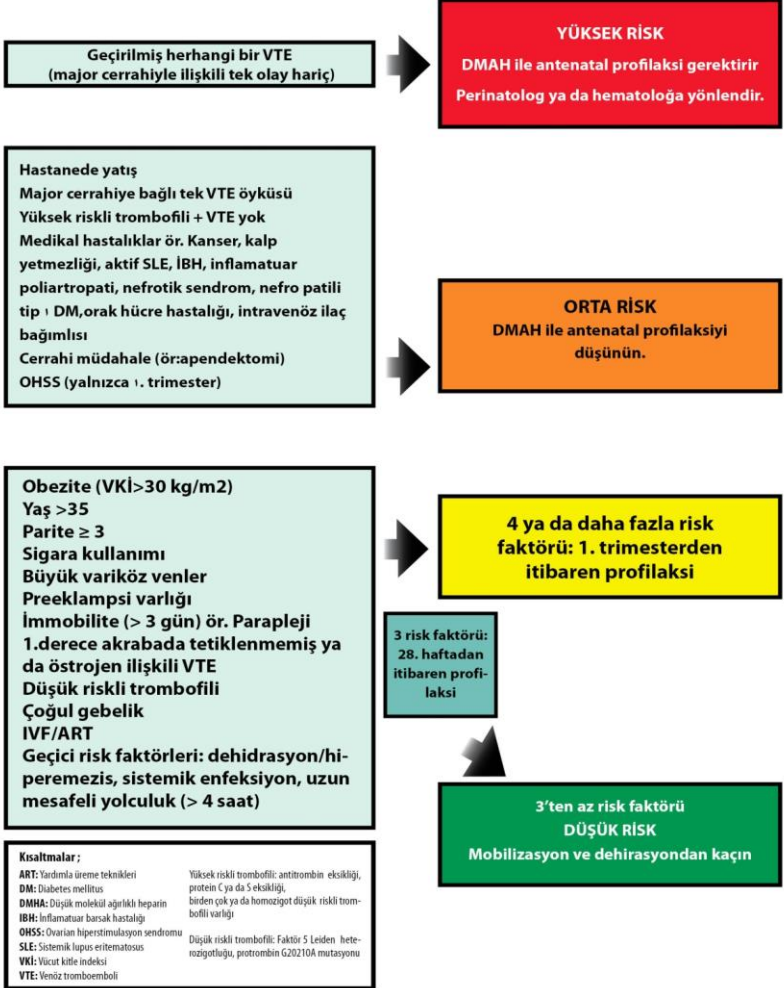 Geçirilmiş herhangi bir VTE
(major cerrahiyle ilişkili tek olay hariç)
YÜKSEK RİSK
DMAH ile antenatal profilaksi gerektirir
Perinatolog ya da hematoloğa yönlendir.
Hastanede yatış
Major cerrahiye bağlı tek VTE öyküsü
Yüksek riskli trombofili + VTE yok
Medikal hastalıklar ör. Kanser, kalp
yetmezliği, aktif SLE, İBH, inflamatuar
poliartropati, nefrotik sendrom, nefro patili
tip ١ DM,orak hücre hastalığı, intravenöz ilaç
bağımlısı
Cerrahi müdahale (ör:apendektomi)
OHSS (yalnızca ١. trimester)
ORTA RİSK
DMAH ile antenatal profilaksiyi
düşünün.
Obezite (VKİ>30 kg/m2)
Yaş >35
Parite ≥ 3
Sigara kullanımı
Büyük variköz venler
Preeklampsi varlığı
İmmobilite (> 3 gün) ör. Parapleji
1.derece akrabada tetiklenmemiş ya
da östrojen ilişkili VTE
Düşük riskli trombofili
Çoğul gebelik
IVF/ART
Geçici risk faktörleri: dehidrasyon/hi-
peremezis, sistemik enfeksiyon, uzun
mesafeli yolculuk (> 4 saat)
4 ya da daha fazla risk
faktörü: 1. trimesterden
itibaren profilaksi
3 risk faktörü:
28. haftadan
itibaren profi-
laksi
3'ten az risk faktörü
DÜŞÜK RİSK
Mobilizasyon ve dehirasyondan kaçın
Kısaltmalar ;
ART: Yardımla üreme teknikleri
DM: Diabetes mellitus
DMHA: Düşük molekül ağırlıklı heparin
IBH: İnflamatuar barsak hastalığı
OHSS: Ovarian hiperstimulasyon sendromu
SLE: Sistemik lupus eritematosus
VKİ: Vücut kitle indeksi
VTE: Venöz tromboemboli
Yüksek riskli trombofili: antitrombin eksikliği,
protein C ya da S eksikliği,
birden çok ya da homozigot düşük riskli trom-
bofili varlığı
Düşük riskli trombofili: Faktör 5 Leiden hete-
rozigotluğu, protrombin G20210A mutasyonu